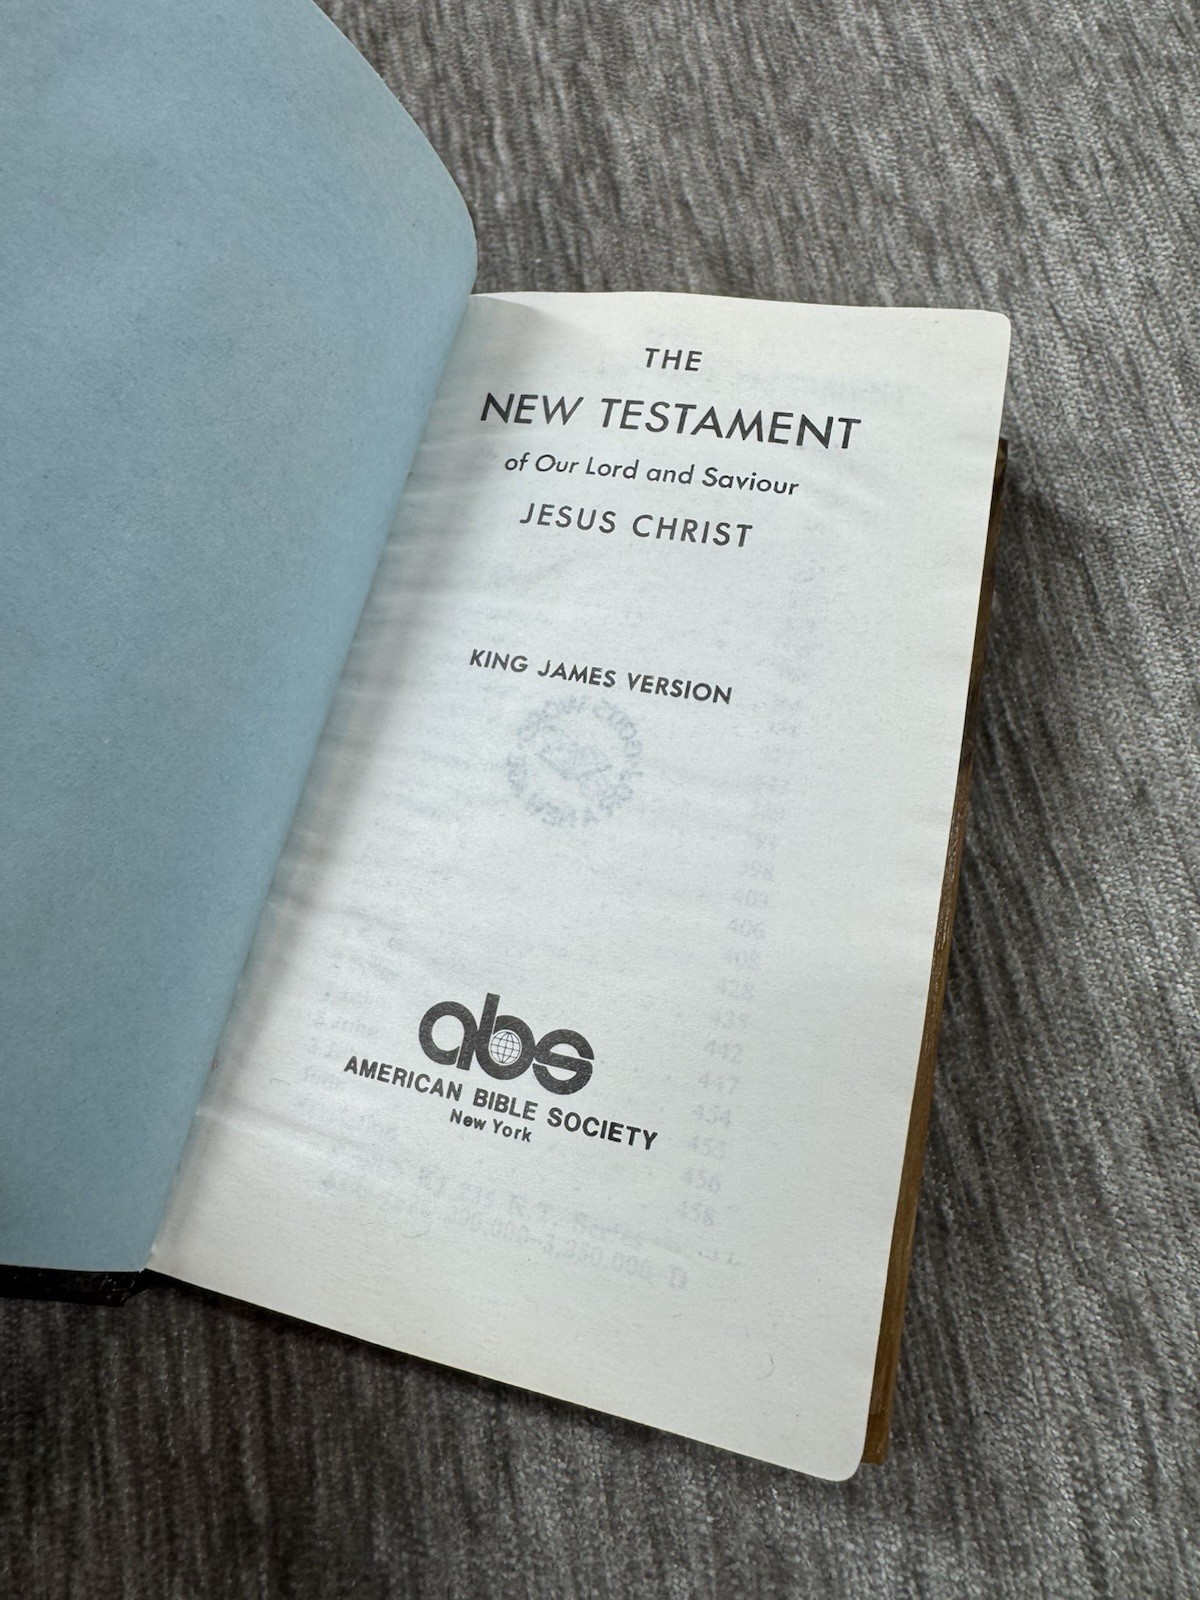 THE
NEW TESTAMENT
of Our Lord and Saviour
JESUS CHRIST
KING JAMES VERSION
abs
AMERICAN BIBLE SOCIETY
New York